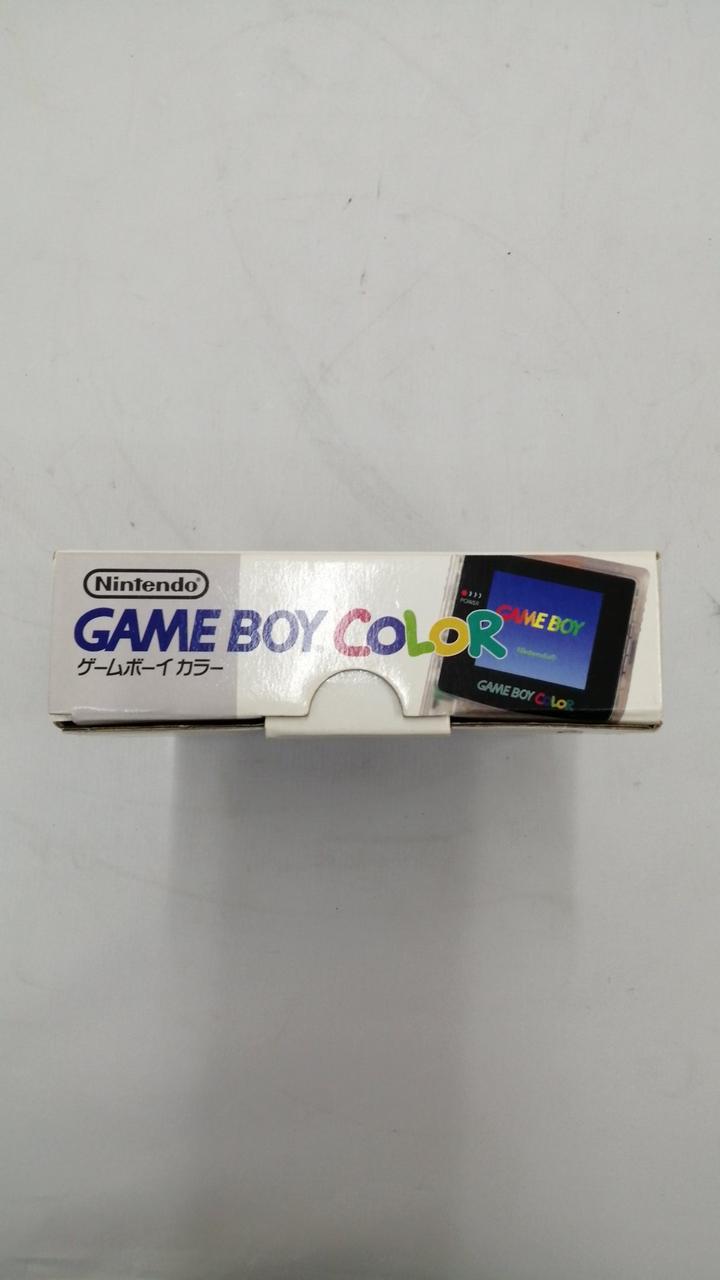 Nintendo®
GAME BOY COLOR
ゲームボーイ カラー
POWER
GAME BOY
Nintendo®
GAME BOY COLOR